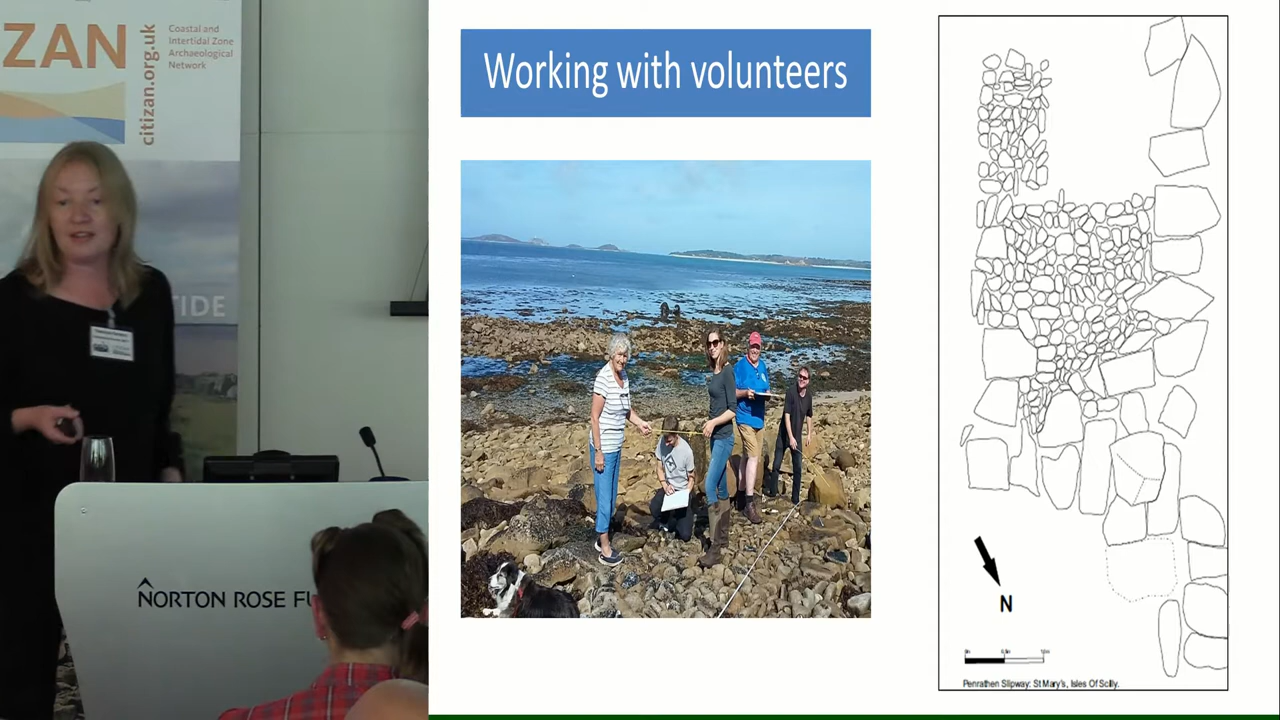 ZAN
citizan.org.uk
Coastal and
Intertidal Zone
Archaeological
Network
TIDE
NORTON ROSE FU
Working with volunteers
N
Penrathen Slipway: St Mary's, Isles Of Scilly.